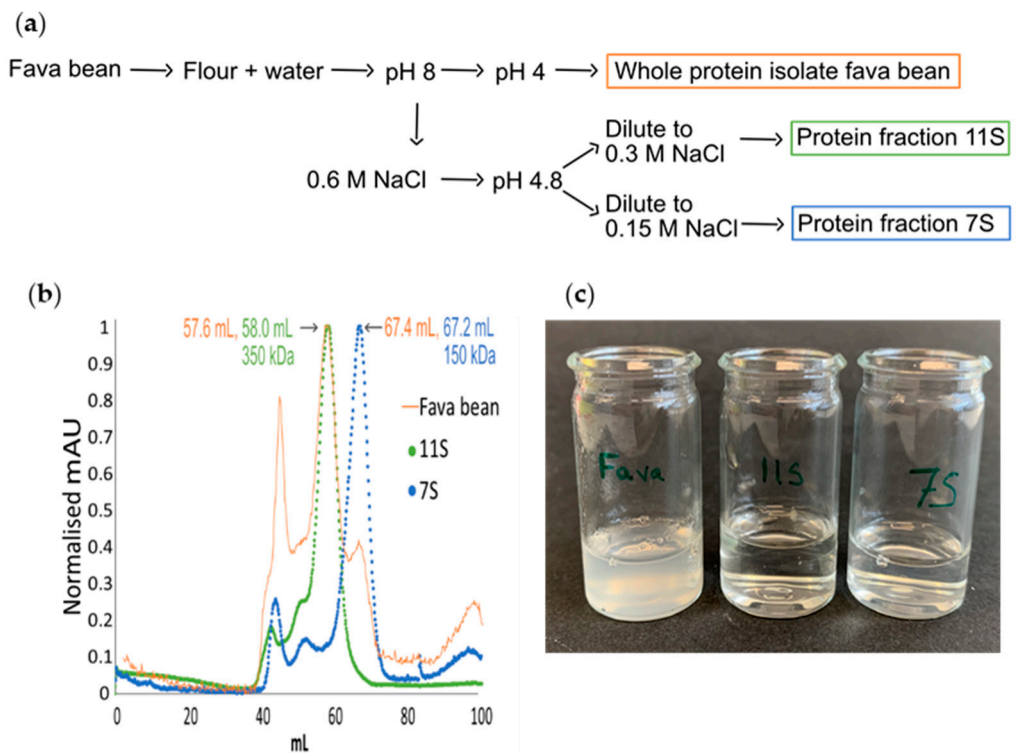 (a)
Fava bean → Flour + water → pH 8 → pH 4 → Whole protein isolate fava bean
0.6 M NaCl → pH 4.8
Dilute to
0.3 M NaCl → Protein fraction 11S
Dilute to
0.15 M NaCl → Protein fraction 7S
(b)
57.6 mL, 58.0 mL → ← 67.4 mL, 67.2 mL
350 kDa
150 kDa
Normalised mAU
1
0.9
0.8
0.7
0.6
0.5
0.4
0.3
0.2
0.1
0
Fava bean
11S
7S
0 20 40 60 80 100
mL
(c)
Fava
11S
7S